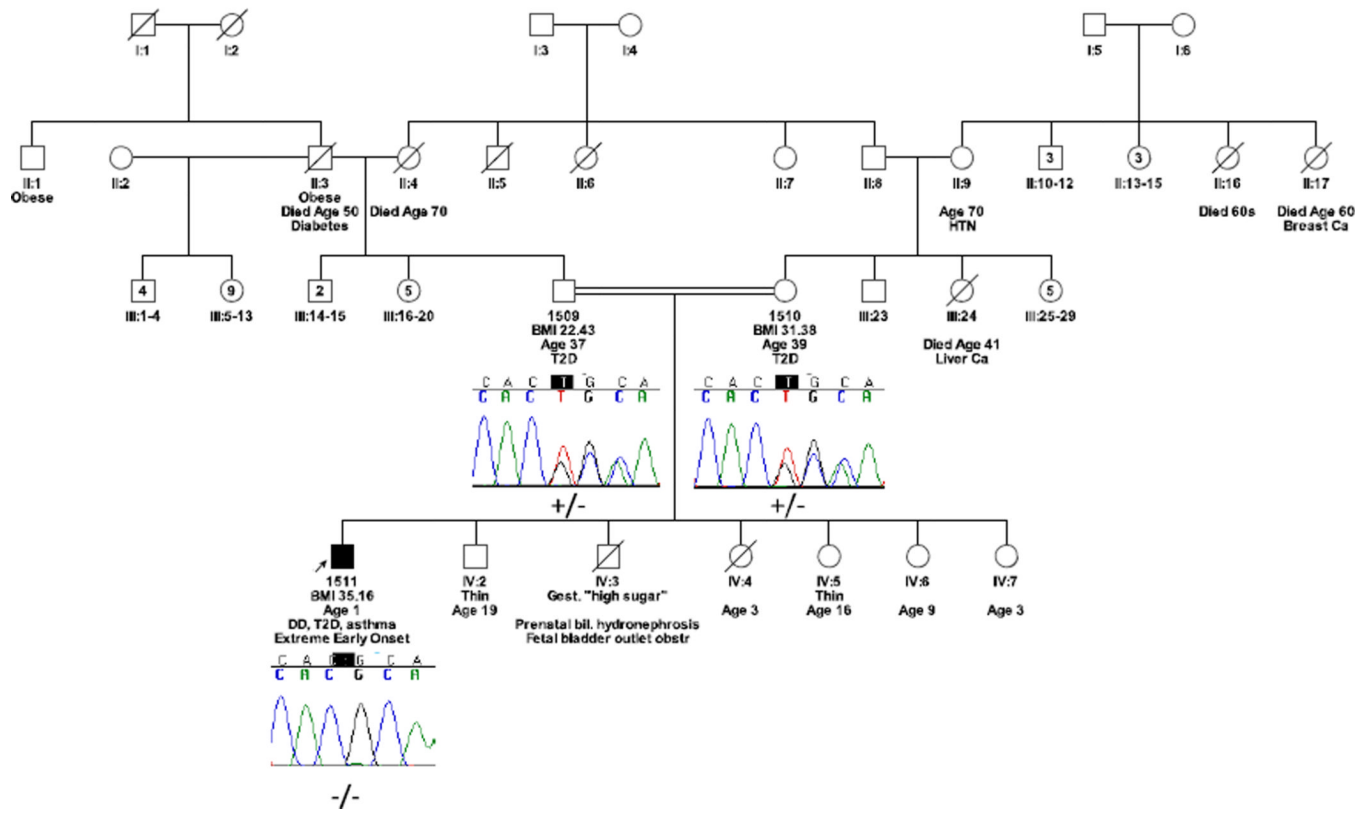 I:1 I:2 I:3 I:4 I:5 I:6
3 3
II:1 II:2 II:3 II:4 II:5 II:6 II:7 II:8 II:9 II:10-12 II:13-15 II:16 II:17
Obese Obese
Died Age 50 Died Age 70 Age 70 Died 60s Died Age 60
Diabetes HTN Breast Ca
4 9 2 5 5
III:1-4 III:5-13 III:14-15 III:16-20 1509 1510 III:23 III:24 III:25-29
BMI 22.43 BMI 31.38
Age 37 Age 39 Died Age 41
T2D T2D Liver Ca
C A C T G C A C A C T G C A
C A C T G C A C A C T G C A
+/- +/-
1511 IV:2 IV:3 IV:4 IV:5 IV:6 IV:7
BMI 35.16 Thin Gest. "high sugar" Thin
Age 1 Age 19 Age 3 Age 16 Age 9 Age 3
DD, T2D, asthma Prenatal bil. hydronephrosis
Extreme Early Onset Fetal bladder outlet obstr
C A C G C A
C A C G C A
-/-